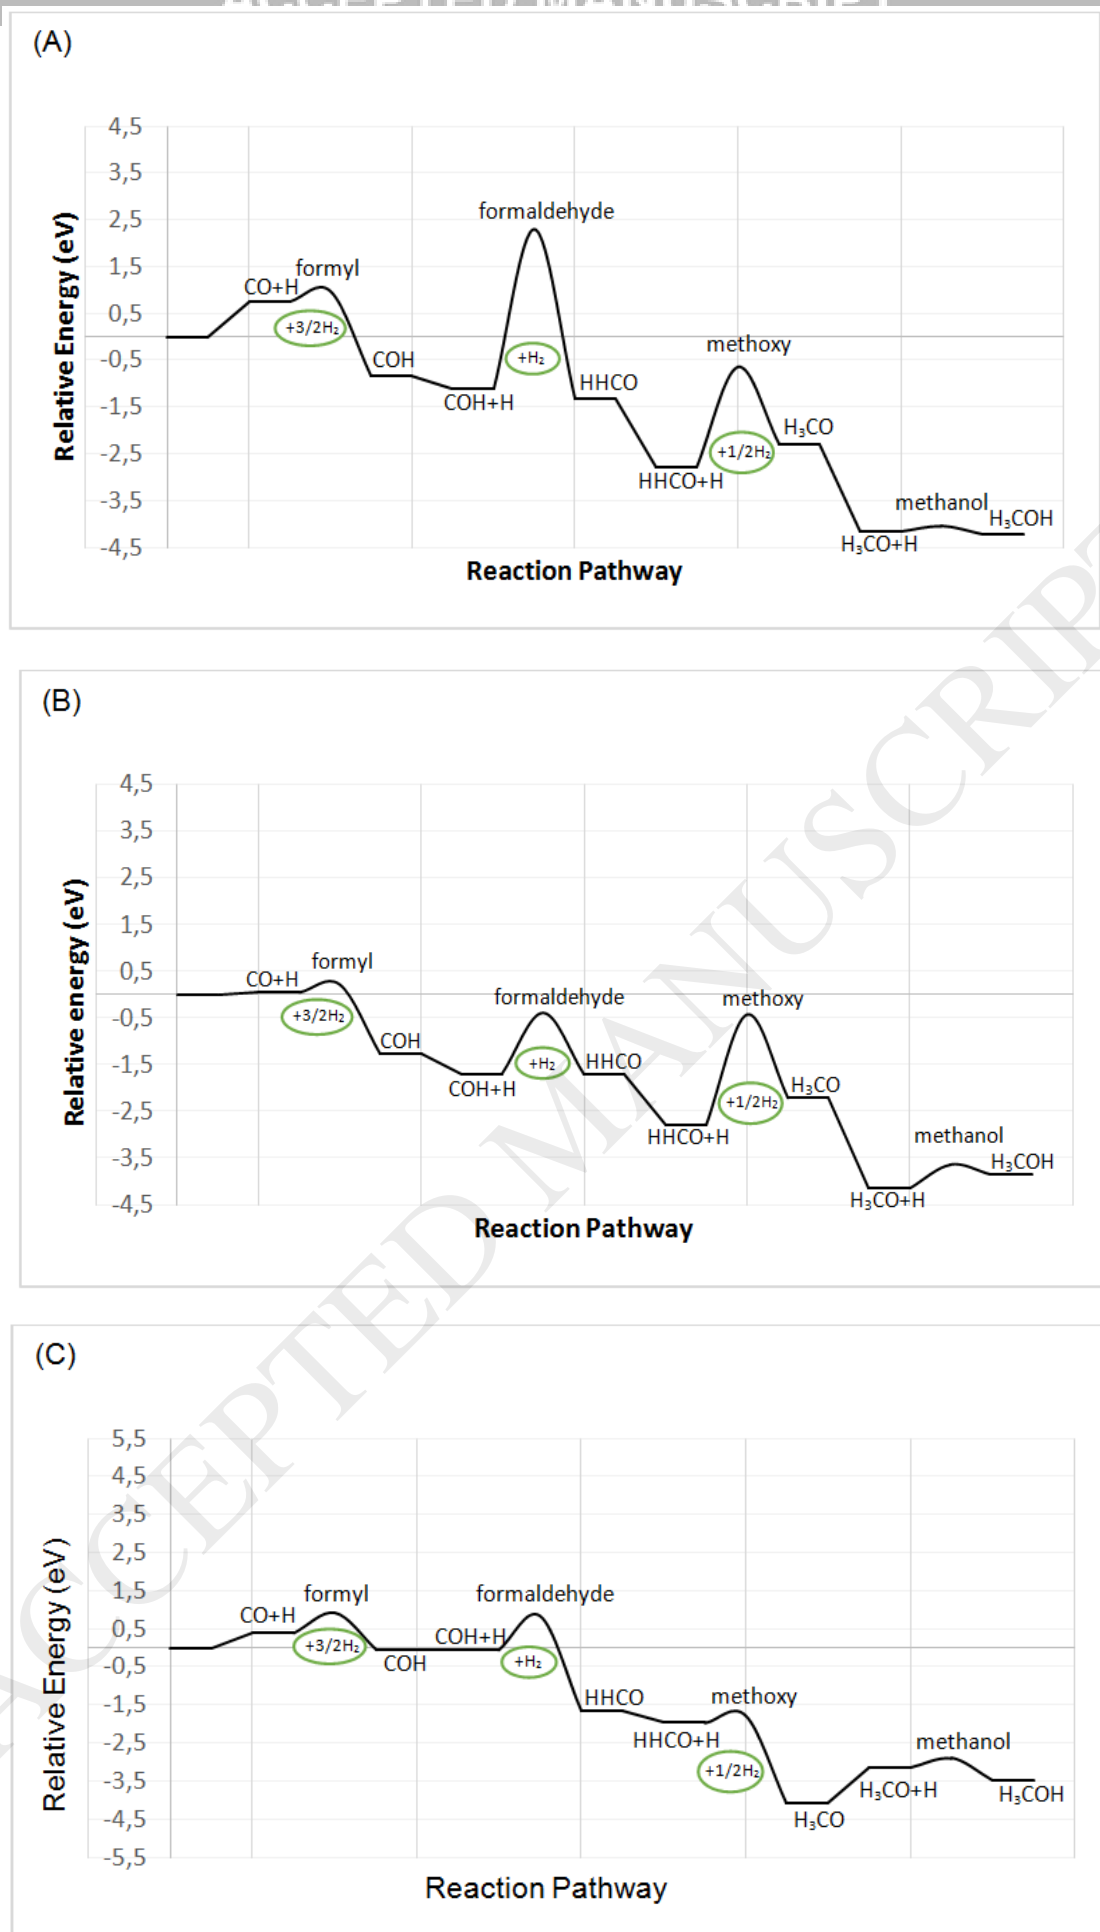 ACCEPTED MANUSCRIPT
(A)
4,5
3,5
2,5
1,5
0,5
-0,5
-1,5
-2,5
-3,5
-4,5
Relative Energy (eV)
CO+H
formyl
+3/2H₂
COH
COH+H
formaldehyde
+H₂
HHCO
HHCO+H
methoxy
+1/2H₂
H₃CO
H₃CO+H
methanol
H₃COH
Reaction Pathway
(B)
4,5
3,5
2,5
1,5
0,5
-0,5
-1,5
-2,5
-3,5
-4,5
Relative energy (eV)
CO+H
formyl
+3/2H₂
COH
COH+H
formaldehyde
+H₂
HHCO
HHCO+H
methoxy
+1/2H₂
H₃CO
H₃CO+H
methanol
H₃COH
Reaction Pathway
(C)
5,5
4,5
3,5
2,5
1,5
0,5
-0,5
-1,5
-2,5
-3,5
-4,5
-5,5
Relative Energy (eV)
CO+H
formyl
+3/2H₂
COH
COH+H
formaldehyde
+H₂
HHCO
HHCO+H
methoxy
+1/2H₂
H₃CO
H₃CO+H
methanol
H₃COH
Reaction Pathway
ACCEPTED MANUSCRIPT